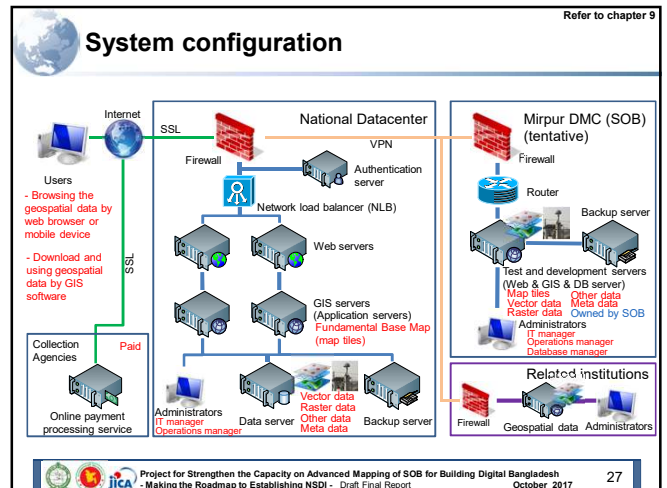 Refer to chapter 9
System configuration
Internet
SSL
Users
- Browsing the
geospatial data by
web browser or
mobile device
- Download and
using geospatial
data by GIS
software
SSL
Collection
Agencies
Paid
Online payment
processing service
National Datacenter
Firewall
VPN
Authentication
server
Network load balancer (NLB)
Web servers
GIS servers
(Application servers)
Fundamental Base Map
(map tiles)
Administrators
IT manager
Operations manager
Data server
Vector data
Raster data
Other data
Meta data
Backup server
Mirpur DMC (SOB)
(tentative)
Firewall
Router
Backup server
Test and development servers
(Web & GIS & DB server)
Map tiles
Vector data
Raster data
Other data
Meta data
Owned by SOB
Administrators
IT manager
Operations manager
Database manager
Related institutions
Firewall
Geospatial data
Administrators
JICA
Project for Strengthen the Capacity on Advanced Mapping of SOB for Building Digital Bangladesh
- Making the Roadmap to Establishing NSDI - Draft Final Report
October 2017
27